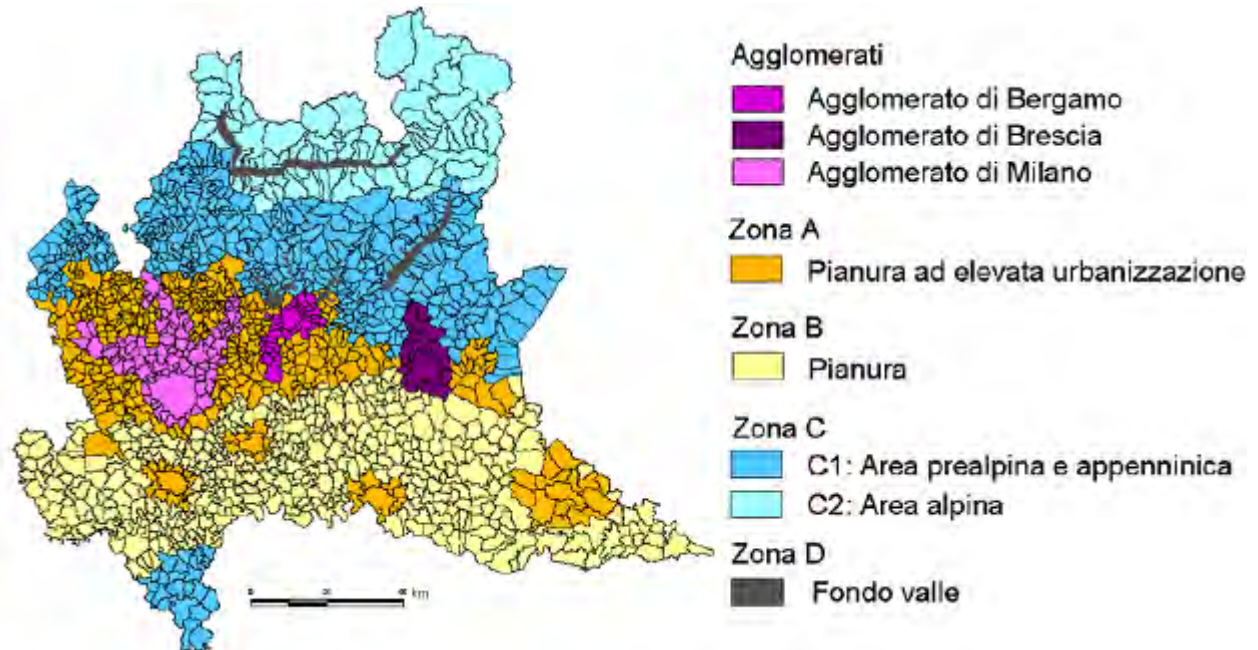 Agglomerati
Agglomerato di Bergamo
Agglomerato di Brescia
Agglomerato di Milano
Zona A
Pianura ad elevata urbanizzazione
Zona B
Pianura
Zona C
C1: Area prealpina e appenninica
C2: Area alpina
Zona D
Fondo valle
km